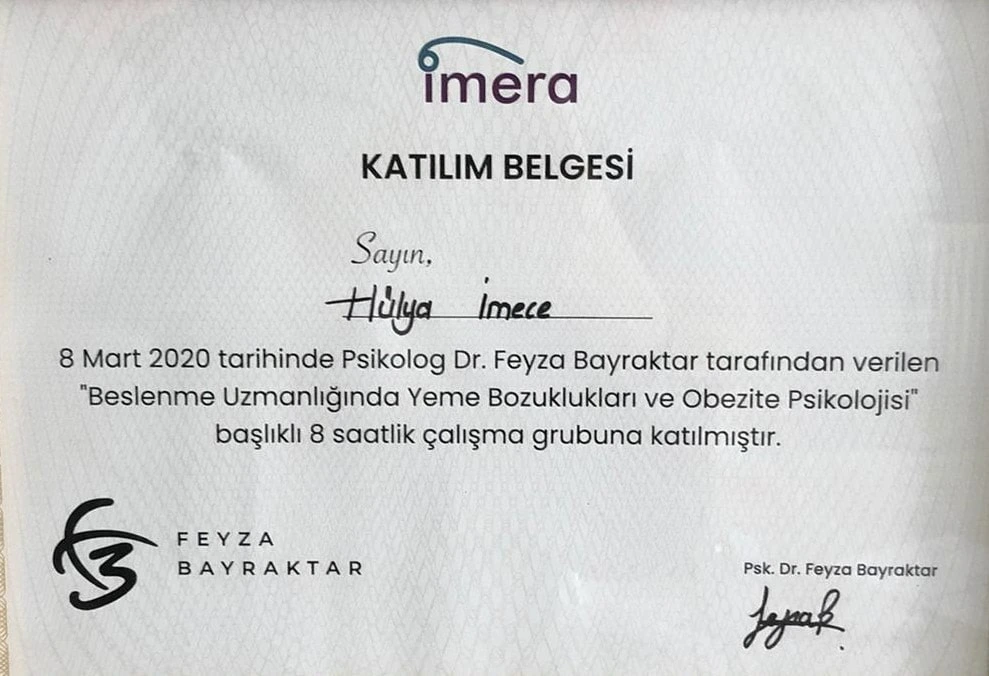 imera
KATILIM BELGESİ
Sayın,
Hülya İmece
8 Mart 2020 tarihinde Psikolog Dr. Feyza Bayraktar tarafından verilen
"Beslenme Uzmanlığında Yeme Bozuklukları ve Obezite Psikolojisi"
başlıklı 8 saatlik çalışma grubuna katılmıştır.
FEYZA
BAYRAKTAR
Psk. Dr. Feyza Bayraktar